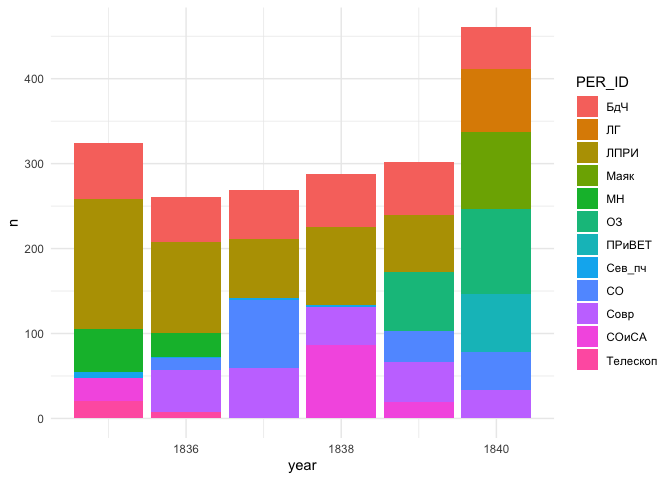 400
300
200
100
0
n
1836
1838
1840
year
PER_ID
БдЧ
ЛГ
ЛПРИ
Маяк
МН
ОЗ
ПРиВЕТ
Сев_пч
СО
Совр
СОиСА
Телескоп